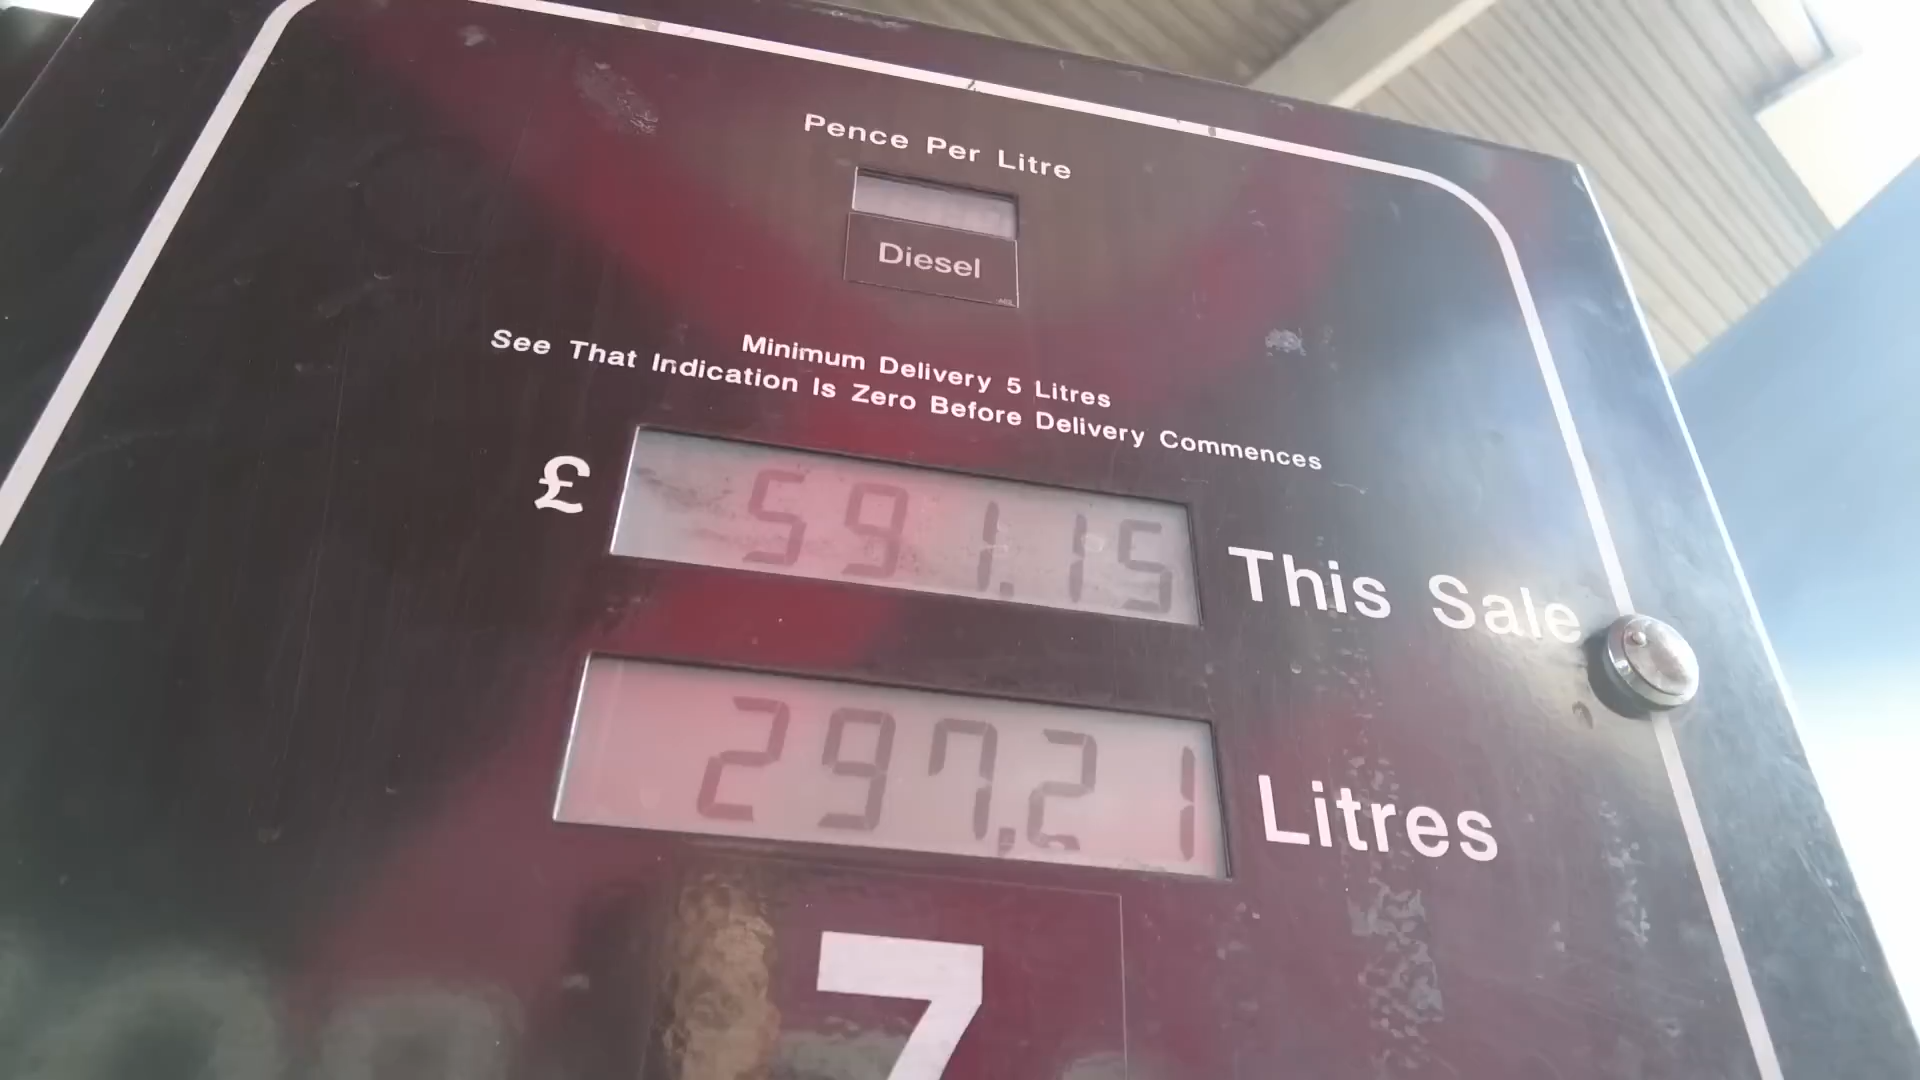 Pence Per Litre
Diesel
Minimum Delivery 5 Litres
See That Indication Is Zero Before Delivery Commences
£ 591.15 This Sale
297.21 Litres
7